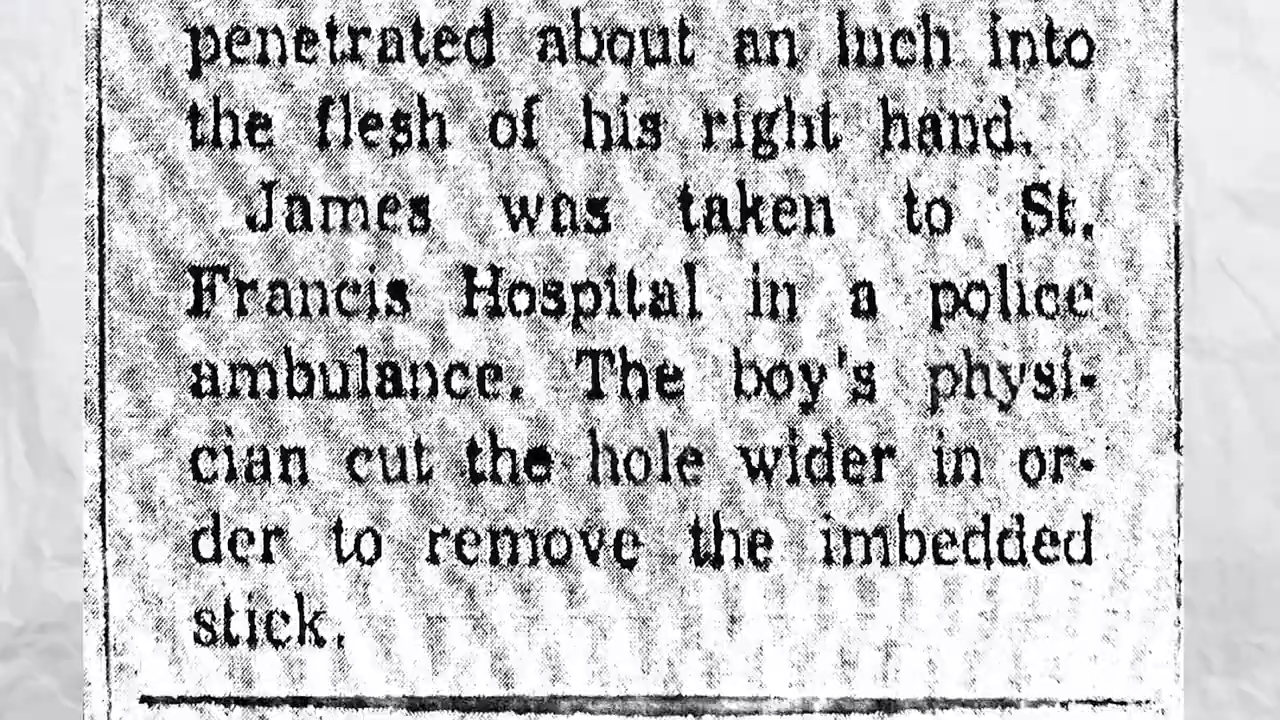 penetrated about an inch into
the flesh of his right hand.
James was taken to St.
Francis Hospital in a police
ambulance. The boy's physi-
cian cut the hole wider in or-
der to remove the imbedded
stick.